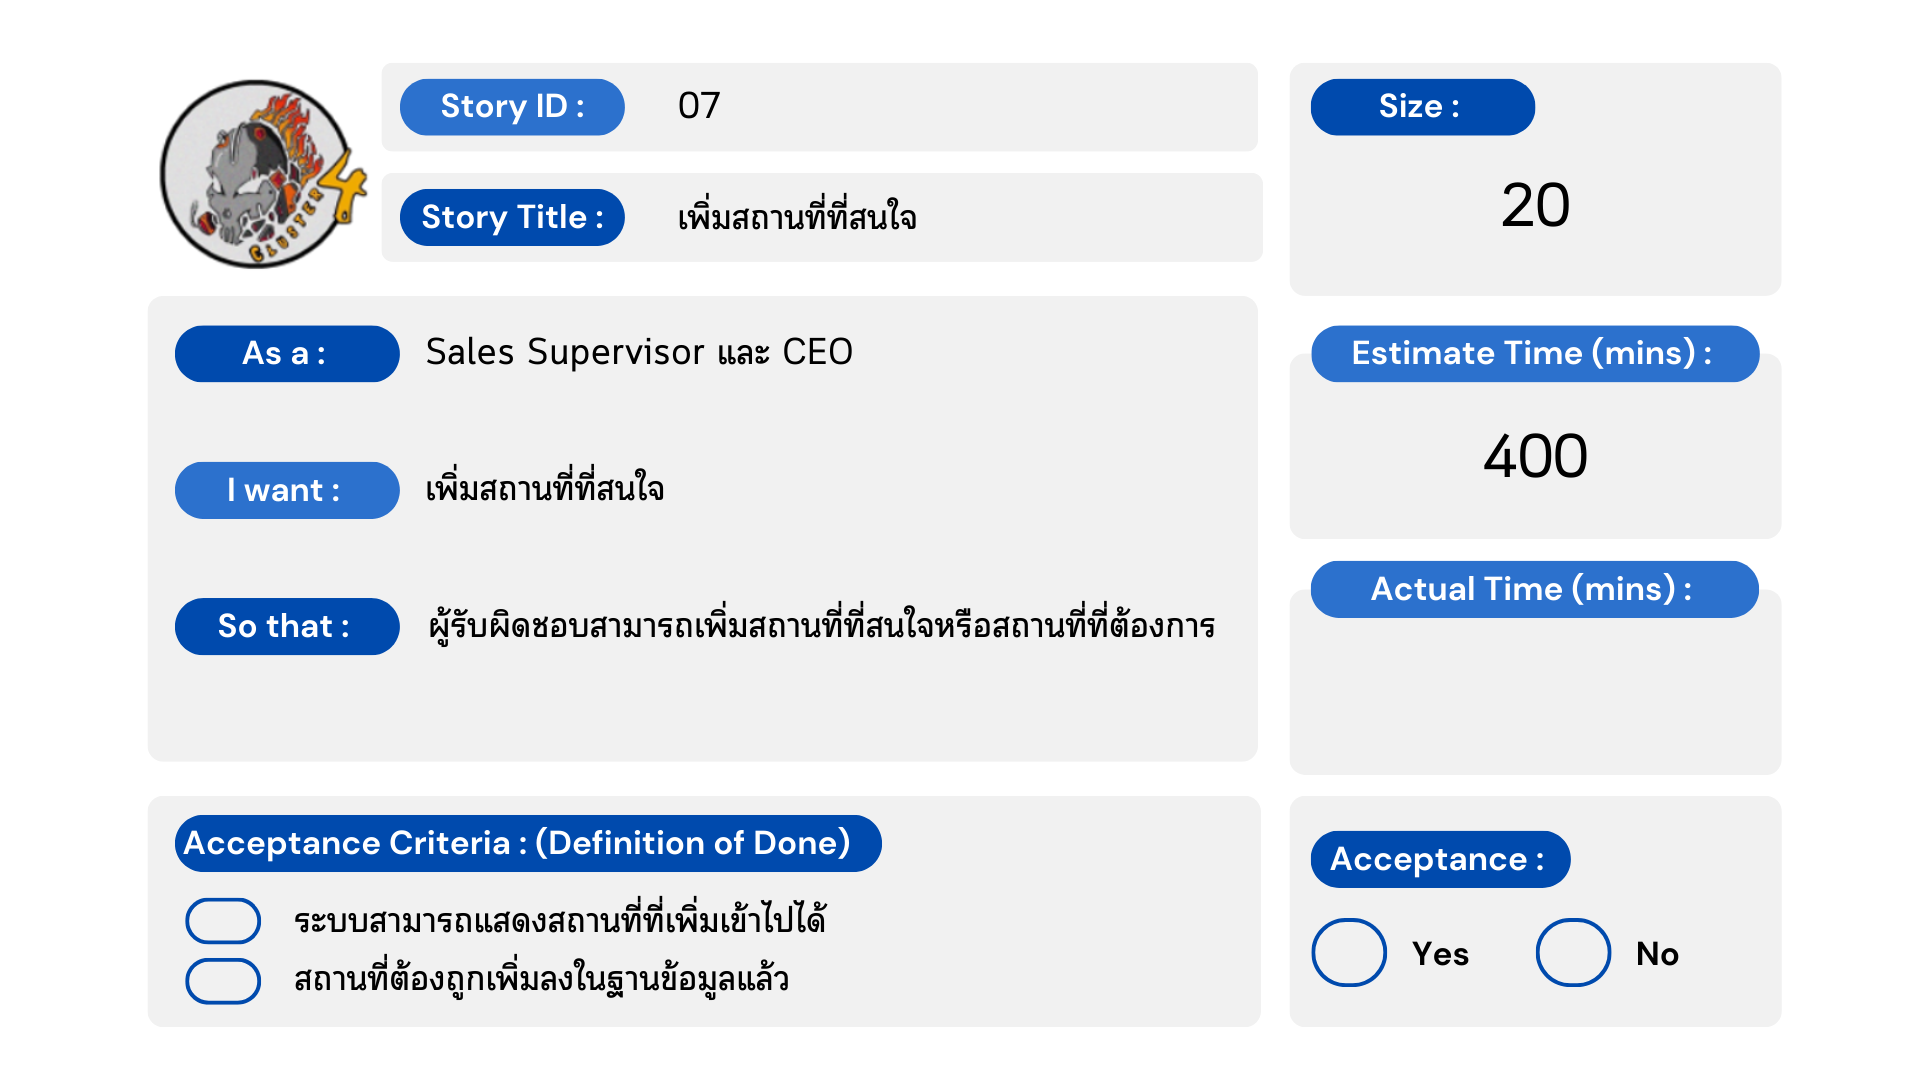 CLUSTER 4
Story ID : 07
Story Title : เพิ่มสถานที่ที่สนใจ
Size :
20
As a : Sales Supervisor และ CEO
I want : เพิ่มสถานที่ที่สนใจ
So that : ผู้รับผิดชอบสามารถเพิ่มสถานที่ที่สนใจหรือสถานที่ที่ต้องการ
Estimate Time (mins) :
400
Actual Time (mins) :
Acceptance Criteria : (Definition of Done)
ระบบสามารถแสดงสถานที่ที่เพิ่มเข้าไปได้
สถานที่ต้องถูกเพิ่มลงในฐานข้อมูลแล้ว
Acceptance :
Yes No